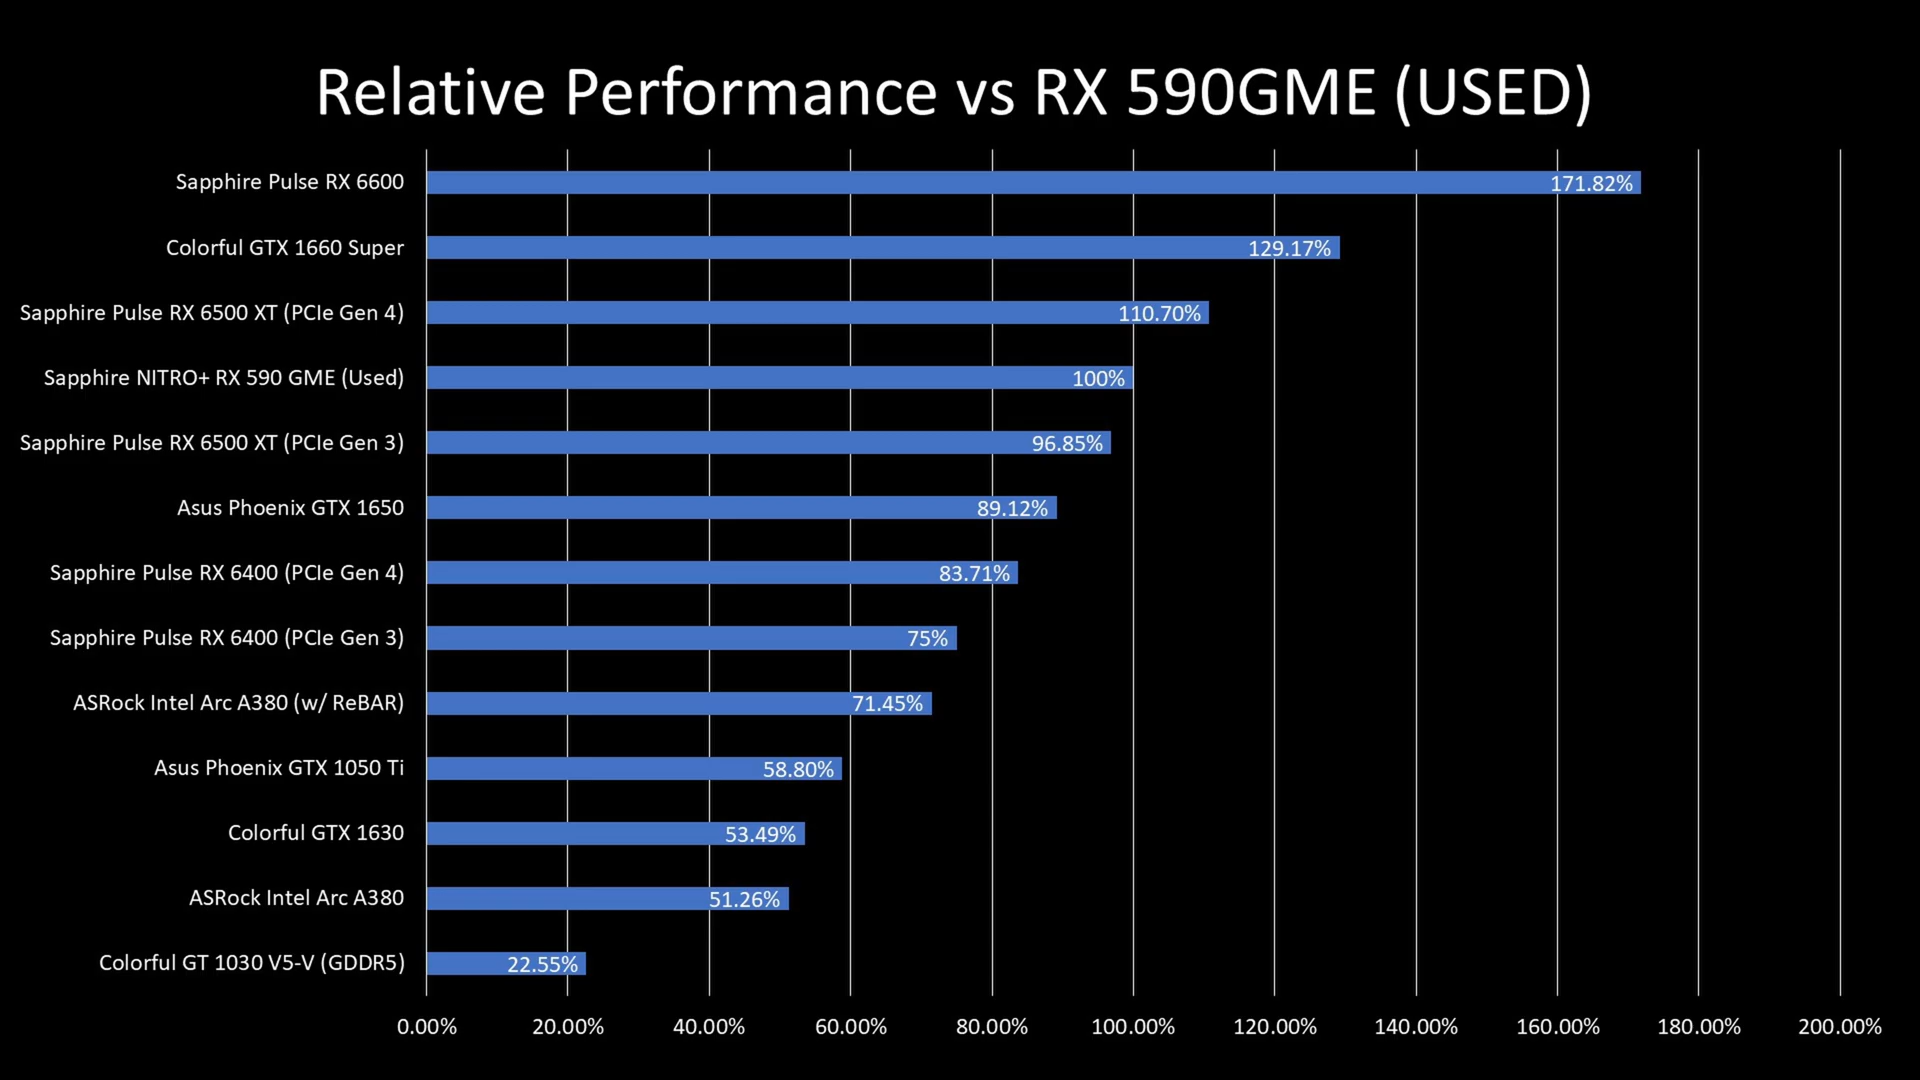 Relative Performance vs RX 590GME (USED)
Sapphire Pulse RX 6600 171.82%
Colorful GTX 1660 Super 129.17%
Sapphire Pulse RX 6500 XT (PCIe Gen 4) 110.70%
Sapphire NITRO+ RX 590 GME (Used) 100%
Sapphire Pulse RX 6500 XT (PCIe Gen 3) 96.85%
Asus Phoenix GTX 1650 89.12%
Sapphire Pulse RX 6400 (PCIe Gen 4) 83.71%
Sapphire Pulse RX 6400 (PCIe Gen 3) 75%
ASRock Intel Arc A380 (w/ ReBAR) 71.45%
Asus Phoenix GTX 1050 Ti 58.80%
Colorful GTX 1630 53.49%
ASRock Intel Arc A380 51.26%
Colorful GT 1030 V5-V (GDDR5) 22.55%
0.00% 20.00% 40.00% 60.00% 80.00% 100.00% 120.00% 140.00% 160.00% 180.00% 200.00%